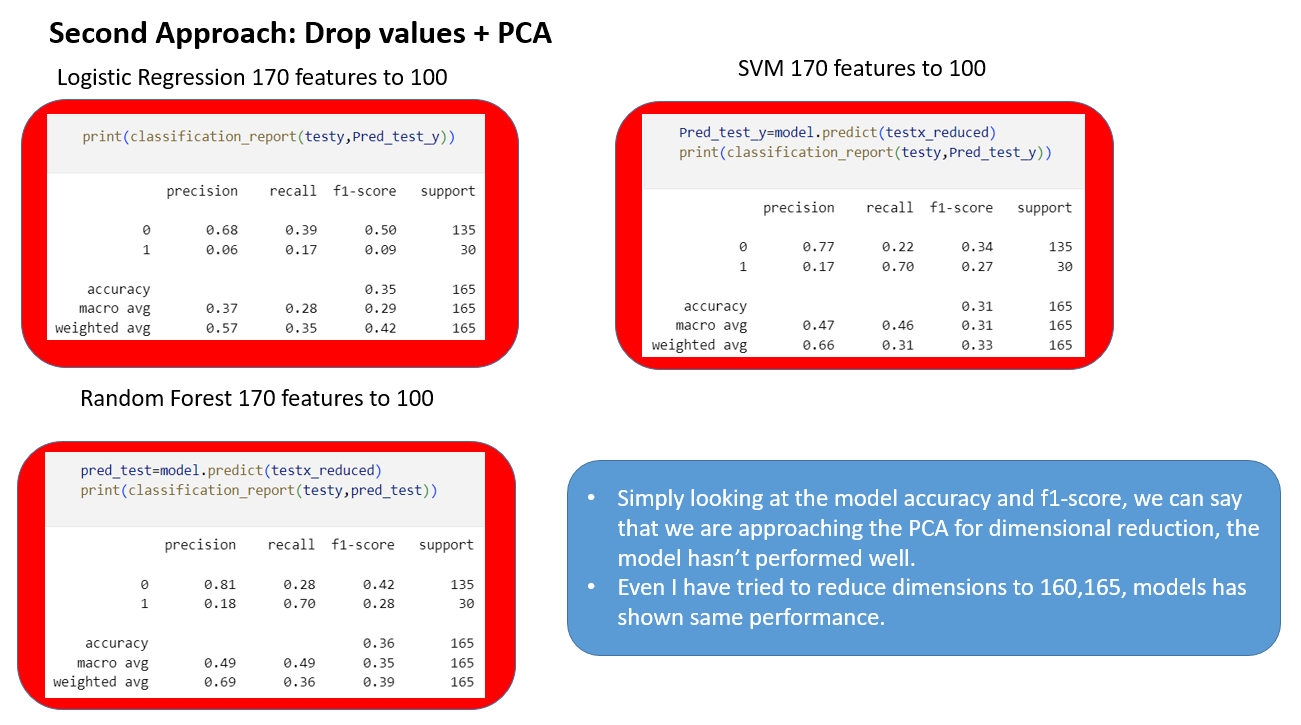 Second Approach: Drop values + PCA
Logistic Regression 170 features to 100
print(classification_report(testy,Pred_test_y))
precision recall f1-score support
0 0.68 0.39 0.50 135
1 0.06 0.17 0.09 30
accuracy 0.35 165
macro avg 0.37 0.28 0.29 165
weighted avg 0.57 0.35 0.42 165
SVM 170 features to 100
Pred_test_y=model.predict(testx_reduced)
print(classification_report(testy,Pred_test_y))
precision recall f1-score support
0 0.77 0.22 0.34 135
1 0.17 0.70 0.27 30
accuracy 0.31 165
macro avg 0.47 0.46 0.31 165
weighted avg 0.66 0.31 0.33 165
Random Forest 170 features to 100
pred_test=model.predict(testx_reduced)
print(classification_report(testy,pred_test))
precision recall f1-score support
0 0.81 0.28 0.42 135
1 0.18 0.70 0.28 30
accuracy 0.36 165
macro avg 0.49 0.49 0.35 165
weighted avg 0.69 0.36 0.39 165
• Simply looking at the model accuracy and f1-score, we can say
that we are approaching the PCA for dimensional reduction, the
model hasn’t performed well.
• Even I have tried to reduce dimensions to 160,165, models has
shown same performance.